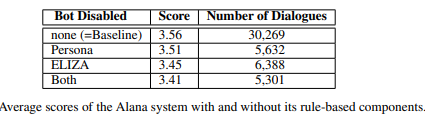 Bot Disabled Score Number of Dialogues
none (=Baseline) 3.56 30,269
Persona 3.51 5,632
ELIZA 3.45 6,388
Both 3.41 5,301
Average scores of the Alana system with and without its rule-based components.